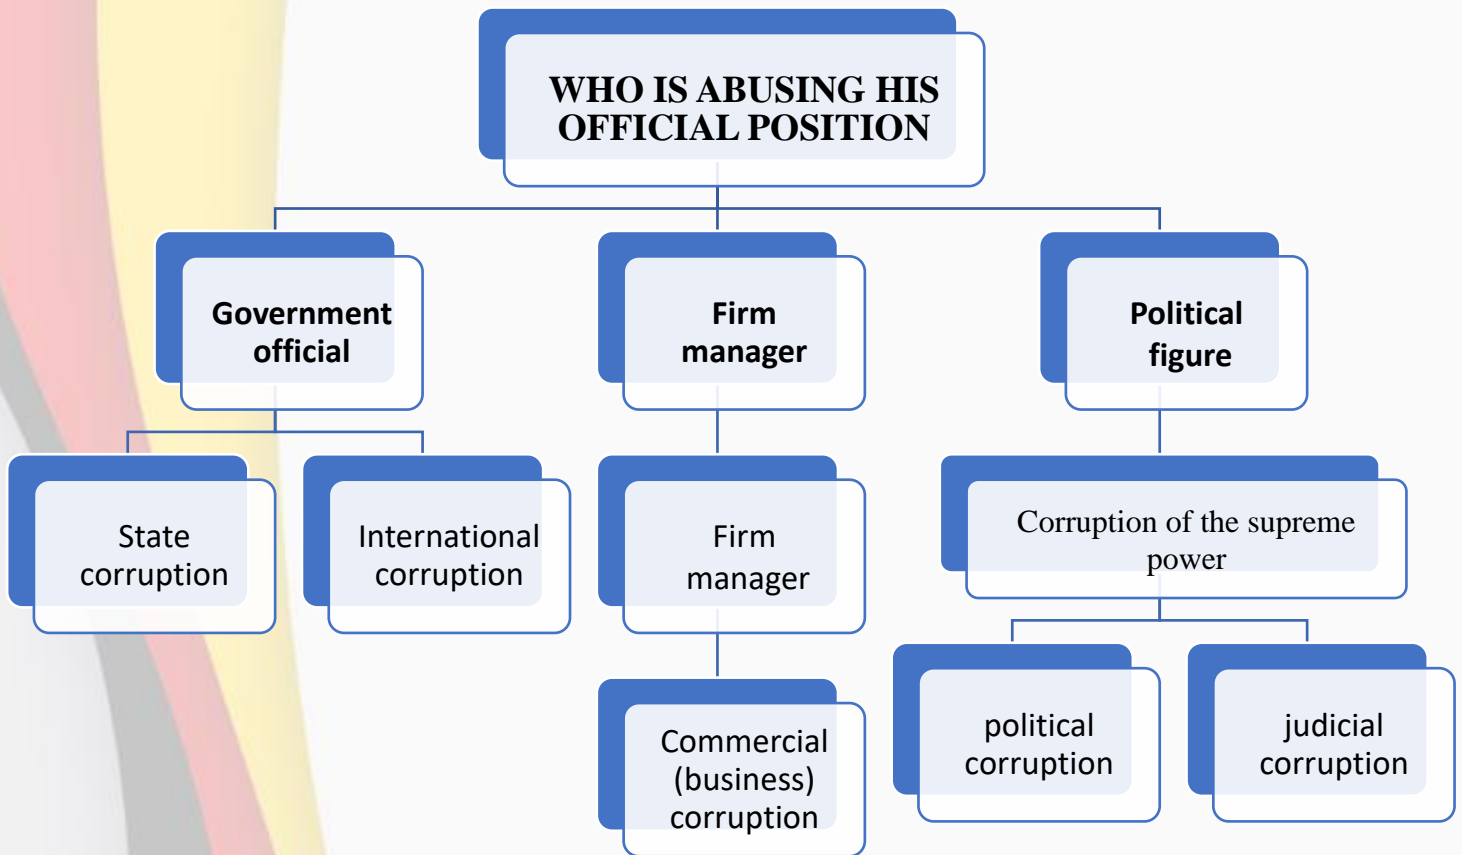 WHO IS ABUSING HIS
OFFICIAL POSITION
Government
official
Firm
manager
Political
figure
State
corruption
International
corruption
Firm
manager
Corruption of the supreme
power
Commercial
(business)
corruption
political
corruption
judicial
corruption